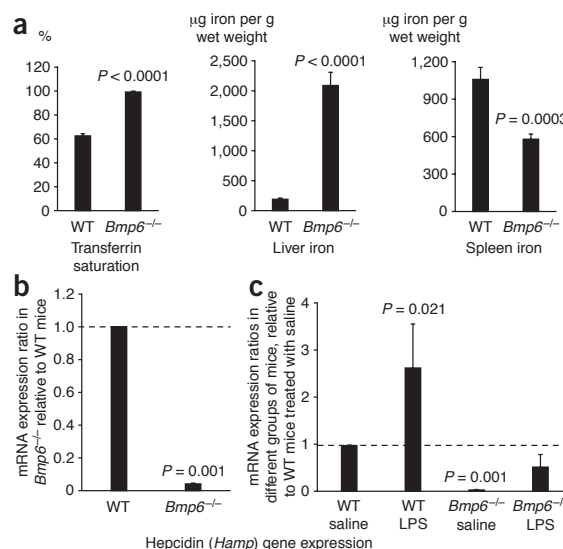 a
%
120
100
80
60
40
20
0
P < 0.0001
WT Bmp6–/–
Transferrin
saturation
µg iron per g
wet weight
2,500
2,000
1,500
1,000
500
0
P < 0.0001
WT Bmp6–/–
Liver iron
µg iron per g
wet weight
1,200
900
600
300
0
P = 0.0003
WT Bmp6–/–
Spleen iron
b
mRNA expression ratio in
Bmp6–/– relative to WT mice
1.2
1.0
0.8
0.6
0.4
0.2
0
P = 0.001
WT Bmp6–/–
c
mRNA expression ratios in
different groups of mice, relative
to WT mice treated with saline
4
3
2
1
0
P = 0.021
P = 0.001
WT WT Bmp6–/– Bmp6–/–
saline LPS saline LPS
Hepcidin (Hamp) gene expression